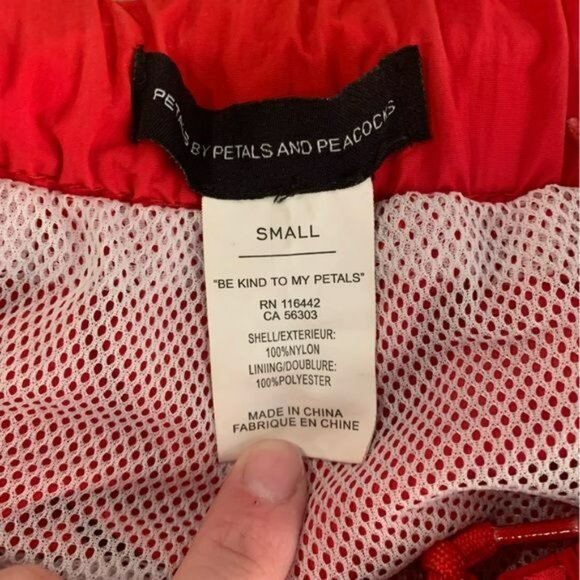 PETALS BY PETALS AND PEACOCKS
SMALL
"BE KIND TO MY PETALS"
RN 116442
CA 56303
SHELL/EXTERIEUR:
100%NYLON
LINIING/DOUBLURE:
100%POLYESTER
MADE IN CHINA
FABRIQUE EN CHINE